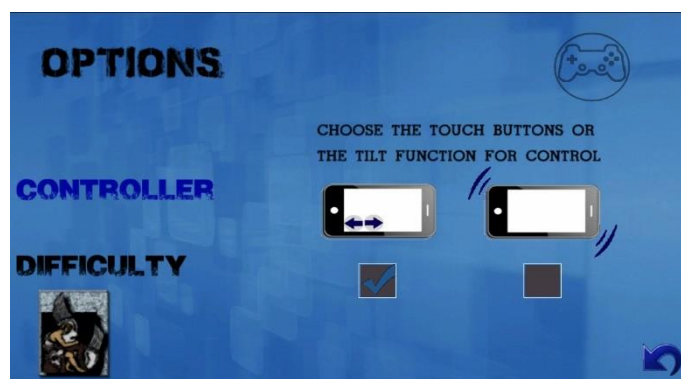 OPTIONS
CHOOSE THE TOUCH BUTTONS OR
THE TILT FUNCTION FOR CONTROL
CONTROLLER
DIFFICULTY